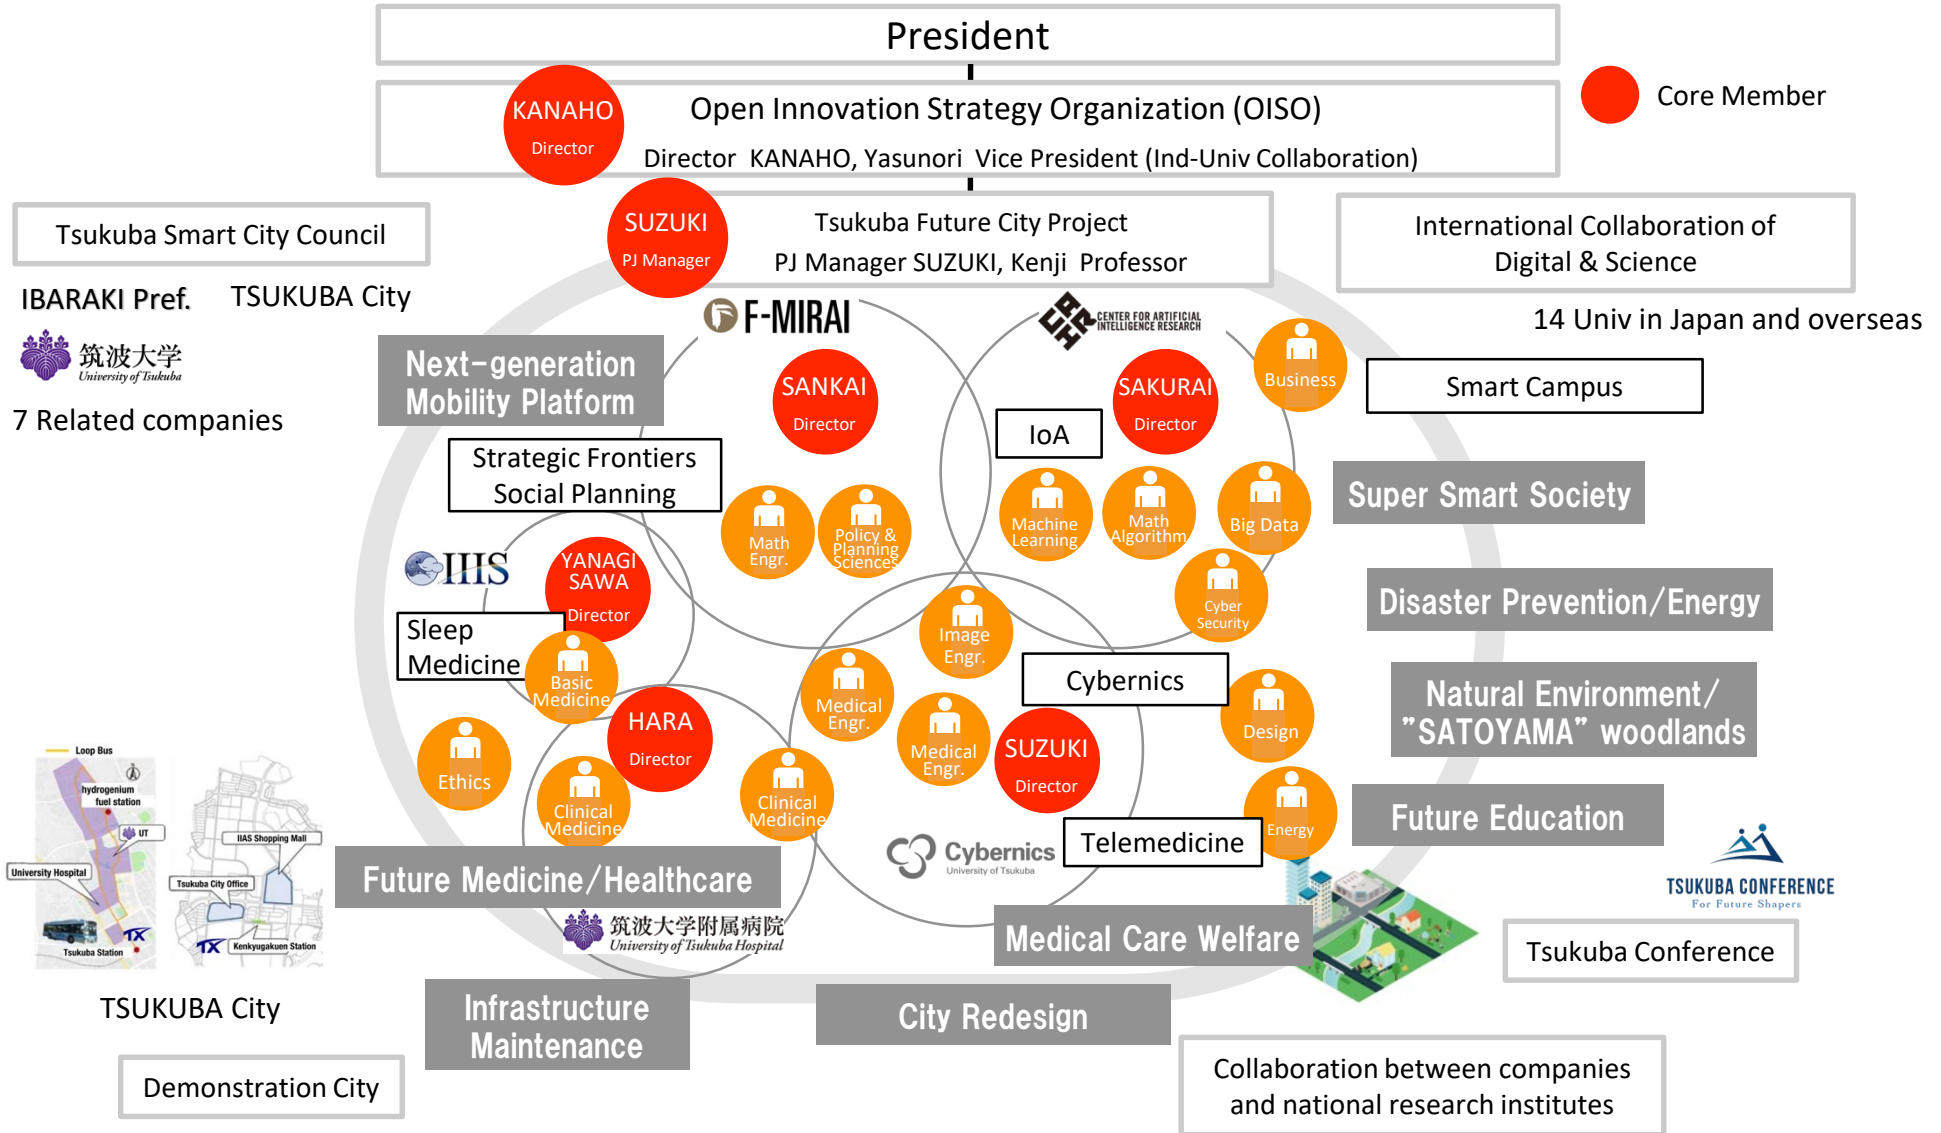 President
KANAHO
Director
Open Innovation Strategy Organization (OISO)
Director  KANAHO, Yasunori  Vice President (Ind-Univ Collaboration)
Core Member
SUZUKI
PJ Manager
Tsukuba Future City Project
PJ Manager SUZUKI, Kenji  Professor
Tsukuba Smart City Council
IBARAKI Pref.
TSUKUBA City
筑波大学
University of Tsukuba
7 Related companies
International Collaboration of
Digital & Science
14 Univ in Japan and overseas
F-MIRAI
CENTER FOR ARTIFICIAL
INTELLIGENCE RESEARCH
Next-generation
Mobility Platform
SANKAI
Director
SAKURAI
Director
Business
Smart Campus
IoA
Strategic Frontiers
Social Planning
Math
Engr.
Policy &
Planning
Sciences
Machine
Learning
Math
Algorithm
Big Data
Super Smart Society
IIIS
YANAGI
SAWA
Director
Sleep
Medicine
Basic
Medicine
Image
Engr.
Cyber
Security
Disaster Prevention/Energy
Cybernics
Medical
Engr.
Medical
Engr.
SUZUKI
Director
Design
Natural Environment/
"SATOYAMA" woodlands
HARA
Director
Ethics
Clinical
Medicine
Clinical
Medicine
Energy
Future Education
Cybernics
University of Tsukuba
Telemedicine
Future Medicine/Healthcare
筑波大学附属病院
University of Tsukuba Hospital
Medical Care Welfare
TSUKUBA CONFERENCE
For Future Shapers
Tsukuba Conference
Loop Bus
hydrogenium
fuel station
UT
University Hospital
Tsukuba Station
TX
IIAS Shopping Mall
Tsukuba City Office
TX
Kenkyugakuen Station
TSUKUBA City
Infrastructure
Maintenance
City Redesign
Demonstration City
Collaboration between companies
and national research institutes